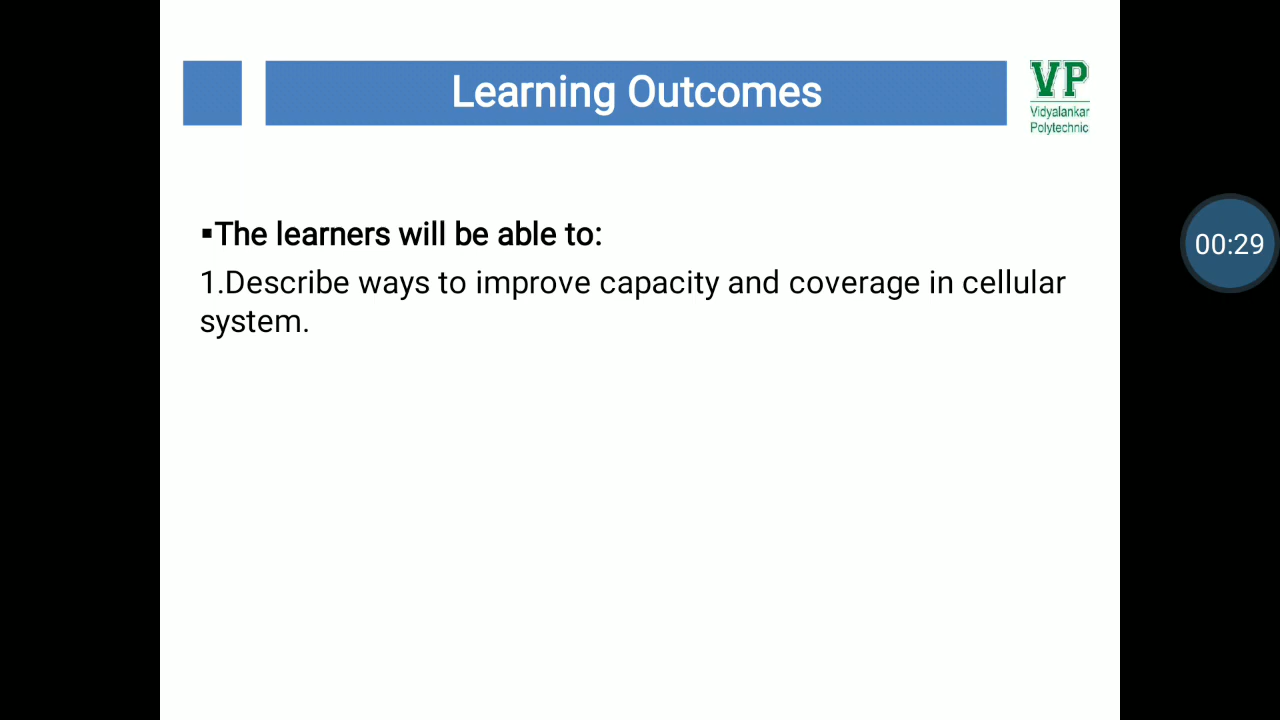 Learning Outcomes
VP
Vidyalankar
Polytechnic
▪The learners will be able to:
1.Describe ways to improve capacity and coverage in cellular
system.
00:29